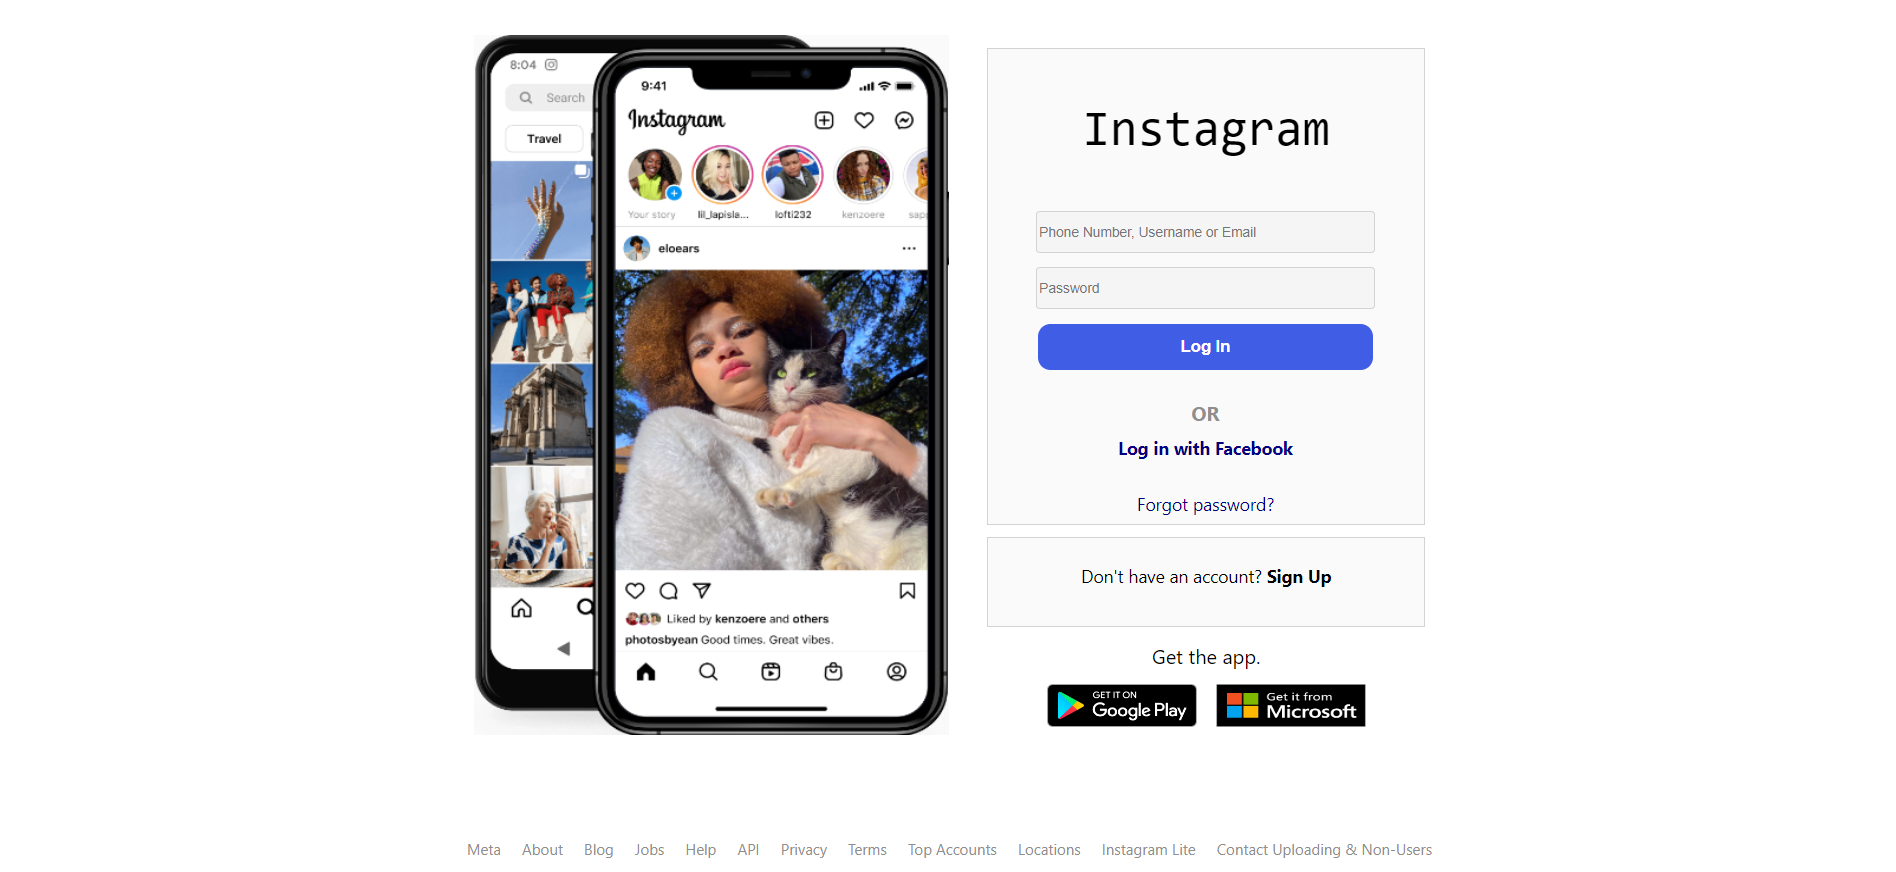 8:04
Search
Travel
9:41
Instagram
Your story
lil_lapisla...
lofti232
kenzoere
sap
eloears
Liked by kenzoere and others
photosbyean Good times. Great vibes.
Instagram
Phone Number, Username or Email
Password
Log In
OR
Log in with Facebook
Forgot password?
Don't have an account? Sign Up
Get the app.
GET IT ON
Google Play
Get it from
Microsoft
Meta About Blog Jobs Help API Privacy Terms Top Accounts Locations Instagram Lite Contact Uploading & Non-Users